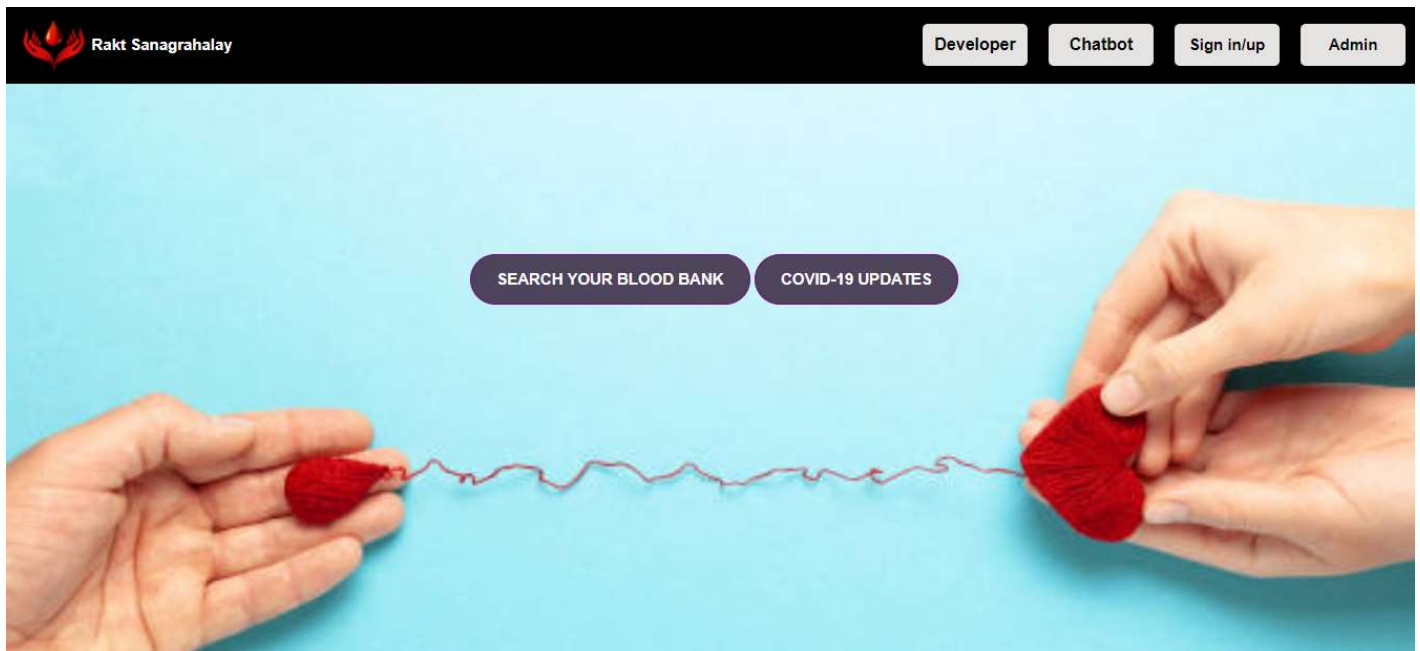 Rakt Sanagrahalay
Developer
Chatbot
Sign in/up
Admin
SEARCH YOUR BLOOD BANK
COVID-19 UPDATES